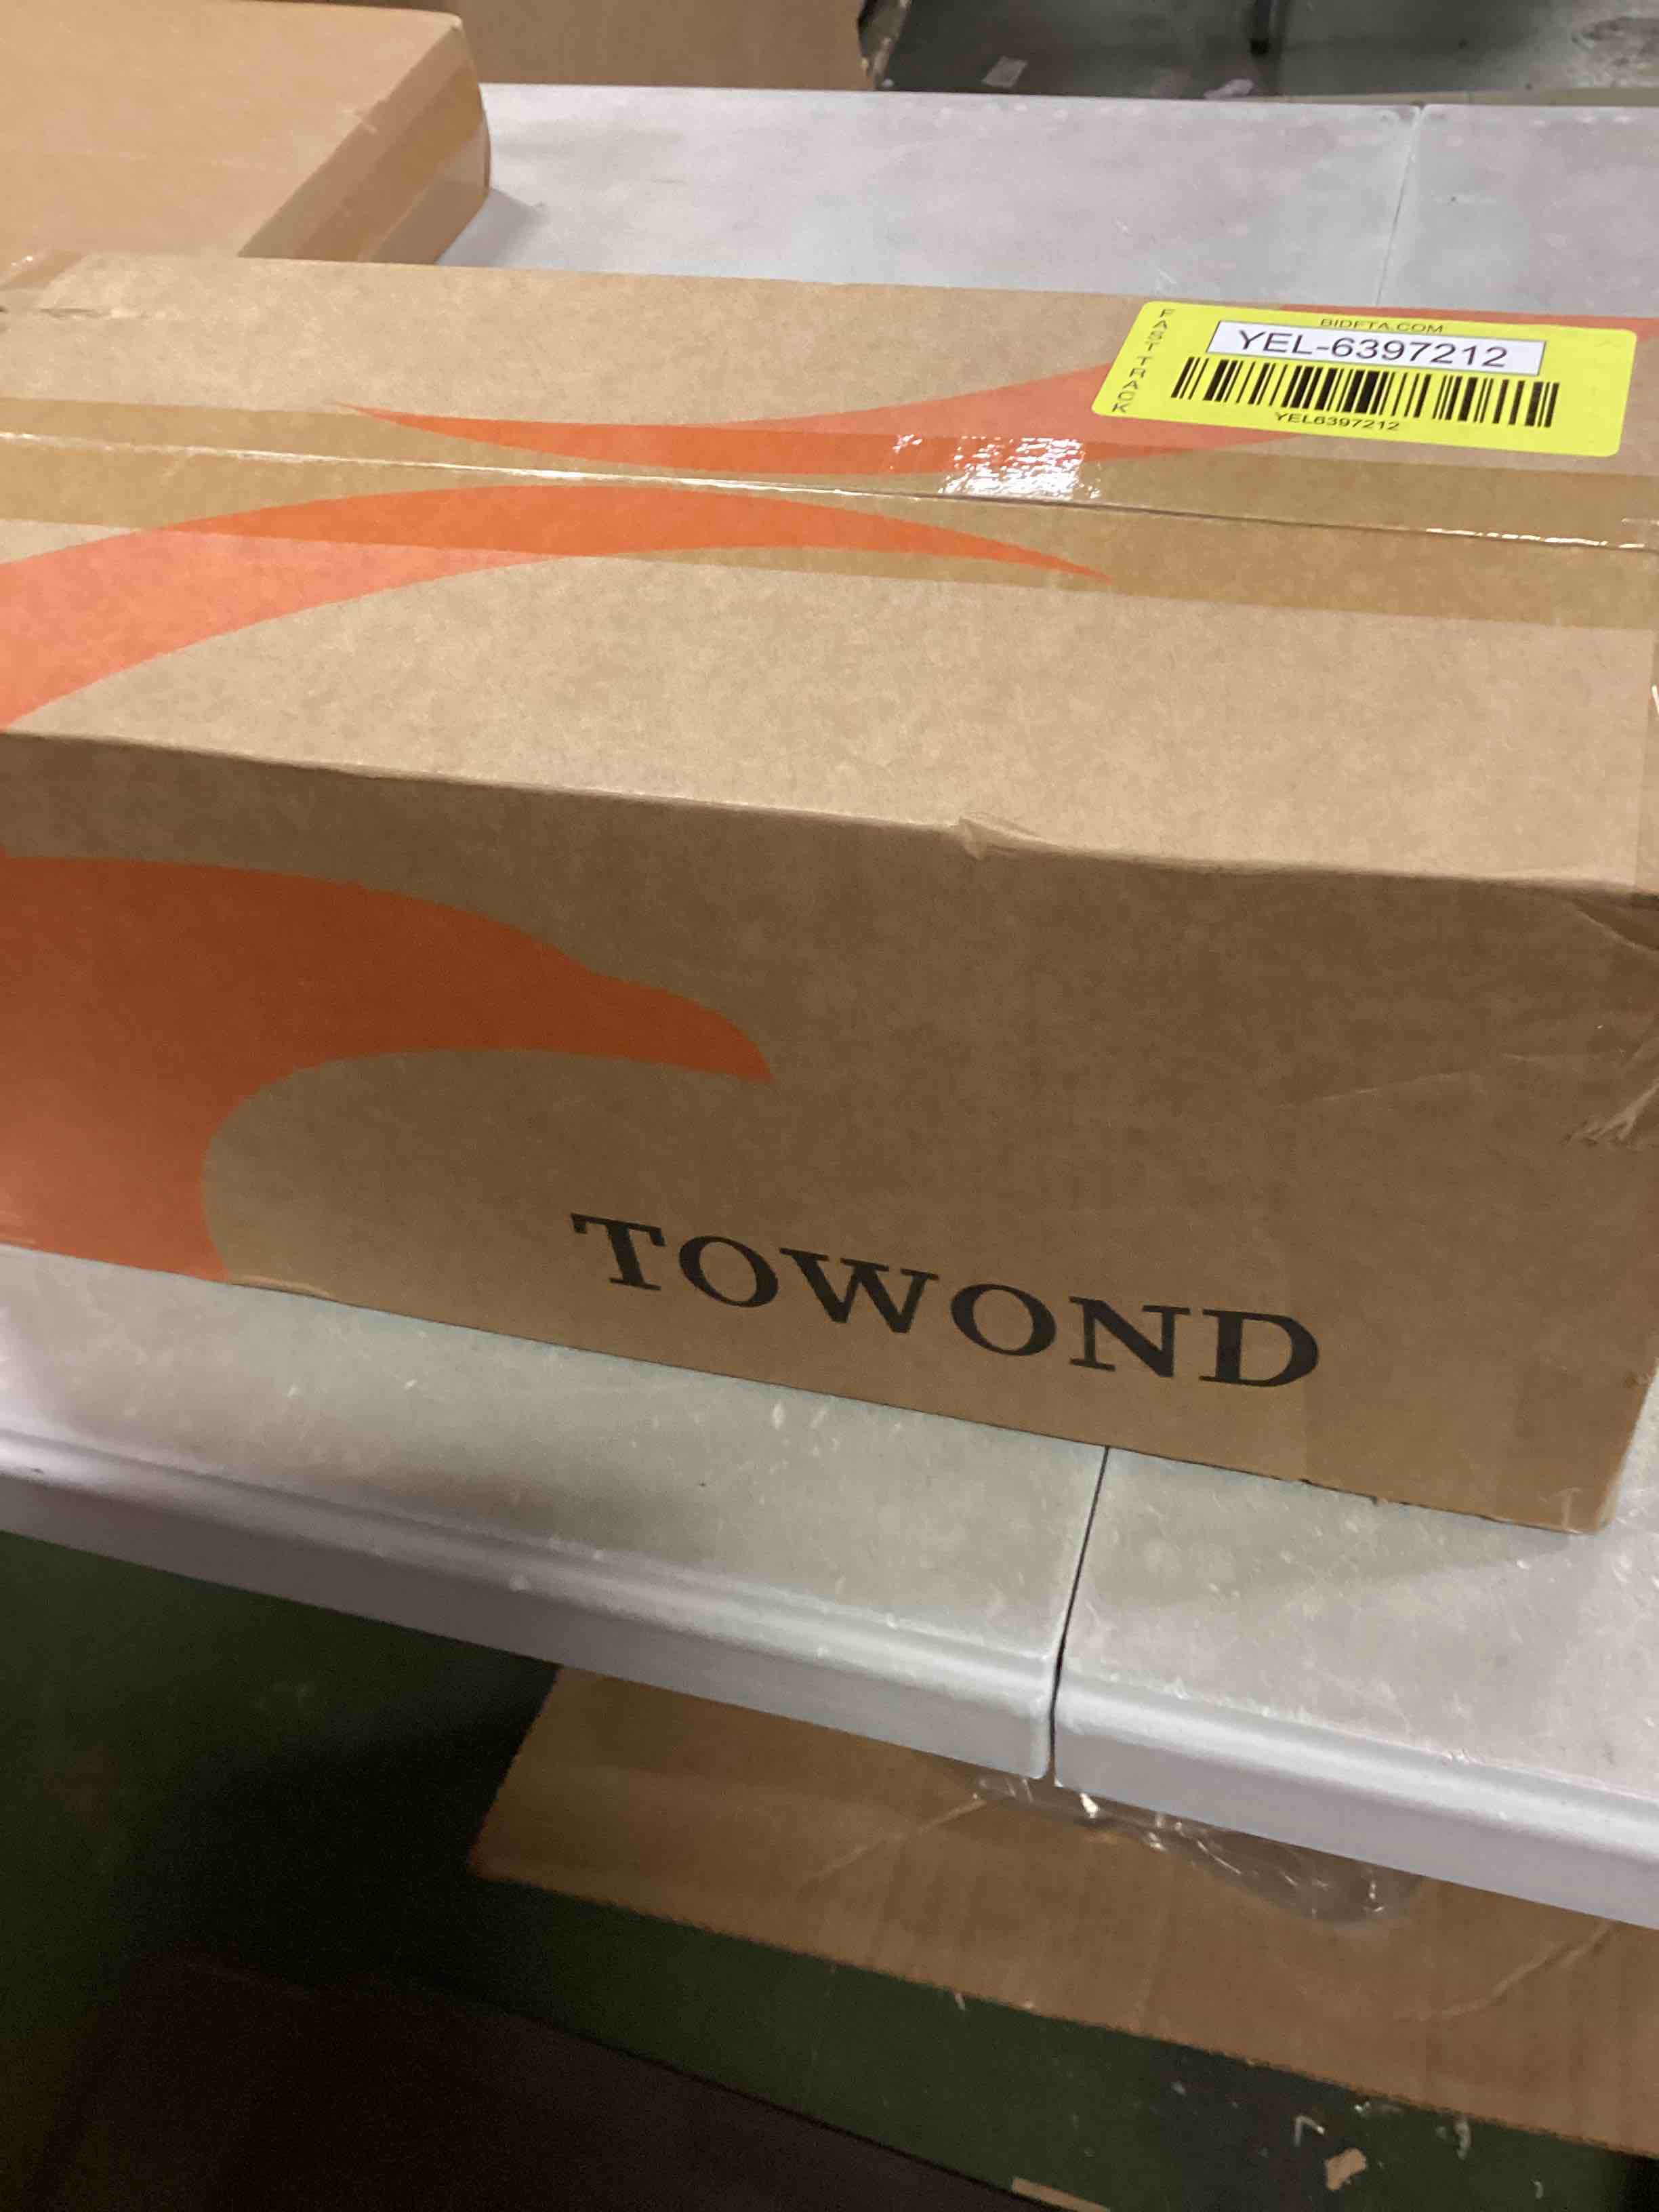 FAST TRACK
BIDFTA.COM
YEL-6397212
YEL6397212
TOWOND